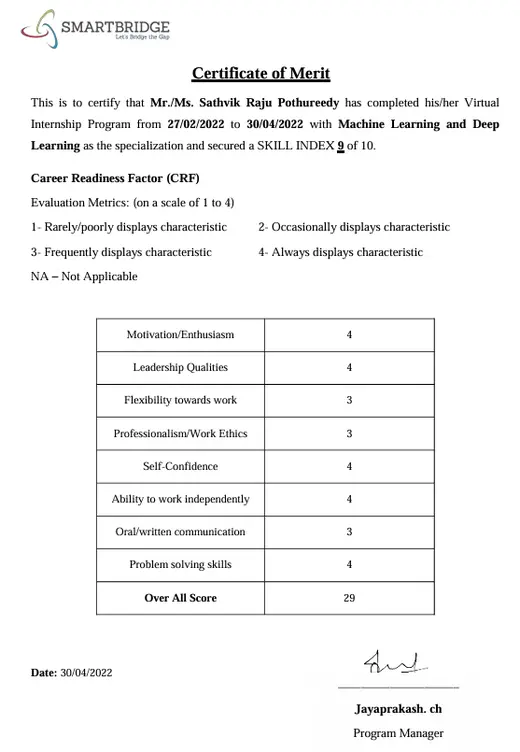 SMARTBRIDGE
Let's Bridge the Gap
Certificate of Merit
This is to certify that Mr./Ms. Sathvik Raju Pothureedy has completed his/her Virtual
Internship Program from 27/02/2022 to 30/04/2022 with Machine Learning and Deep
Learning as the specialization and secured a SKILL INDEX 9 of 10.
Career Readiness Factor (CRF)
Evaluation Metrics: (on a scale of 1 to 4)
1- Rarely/poorly displays characteristic 2- Occasionally displays characteristic
3- Frequently displays characteristic 4- Always displays characteristic
NA – Not Applicable
Motivation/Enthusiasm 4
Leadership Qualities 4
Flexibility towards work 3
Professionalism/Work Ethics 3
Self-Confidence 4
Ability to work independently 4
Oral/written communication 3
Problem solving skills 4
Over All Score 29
Date: 30/04/2022
Jayaprakash. ch
Program Manager